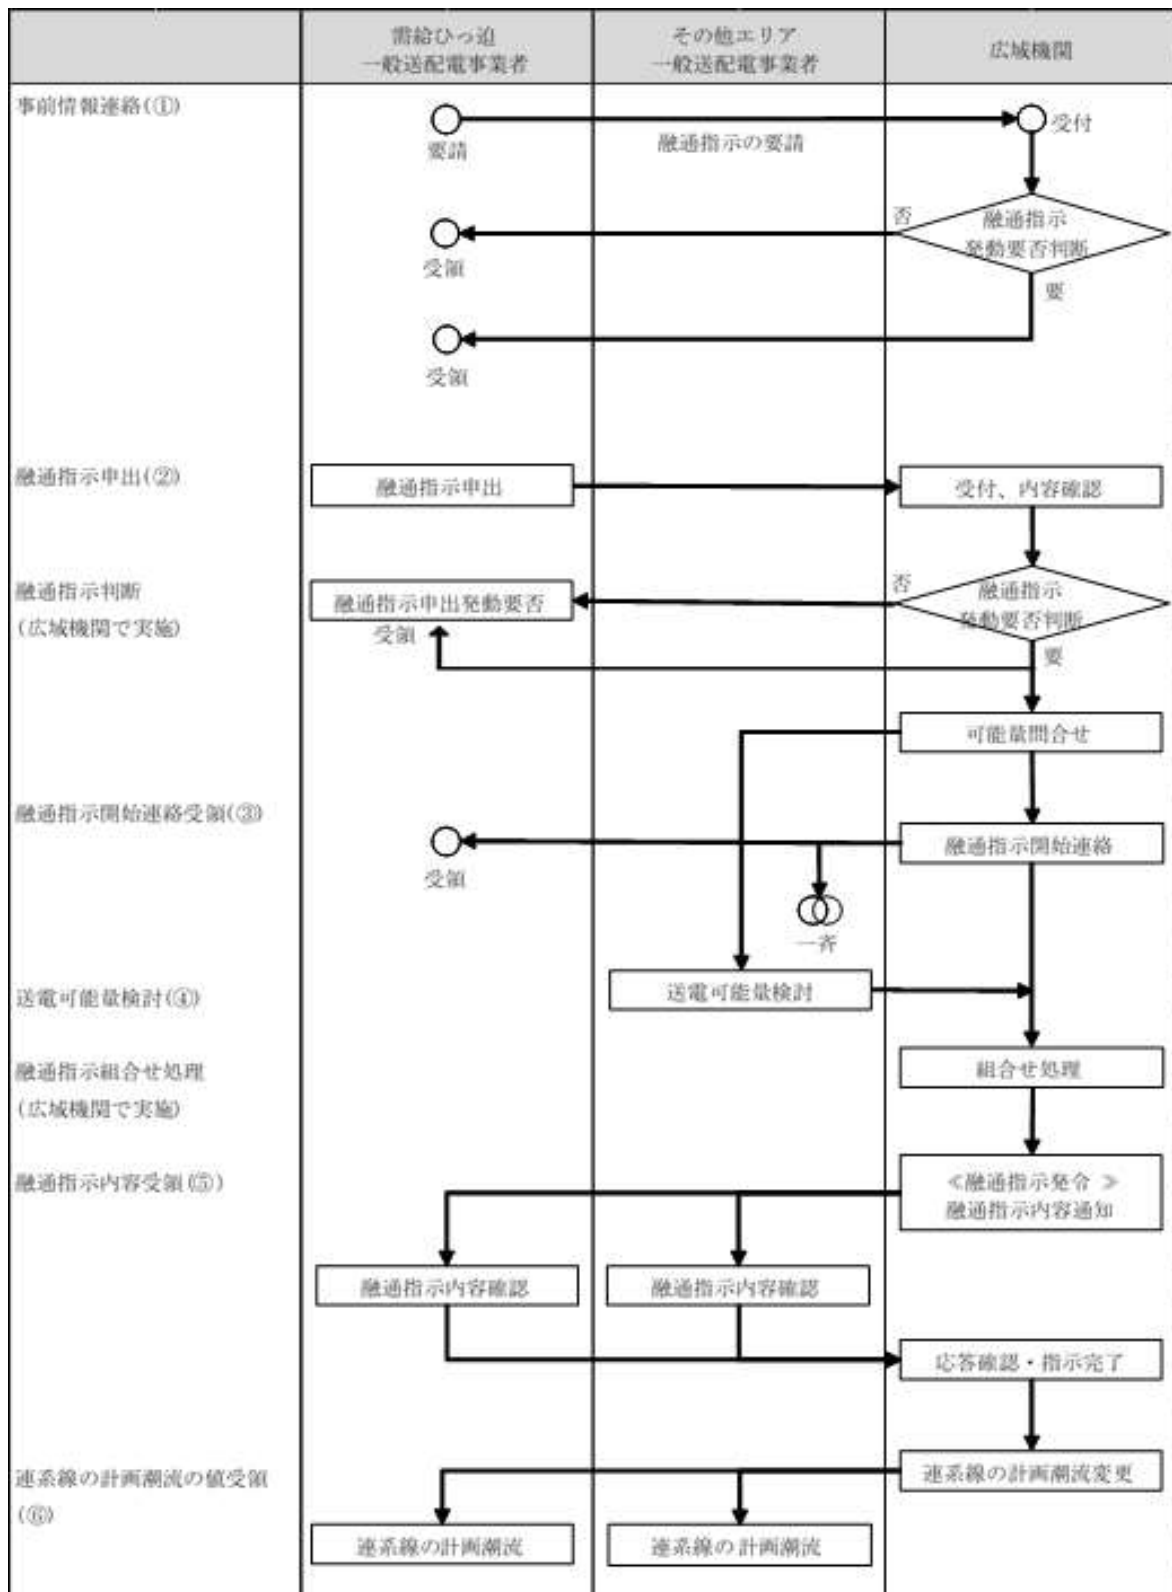 需給ひっ迫
一般送配電事業者
その他エリア
一般送配電事業者
広域機関
事前情報連絡(①)
要請
融通指示の要請
受付
否
融通指示
発動要否判断
受領
要
受領
融通指示申出(②)
融通指示申出
受付、内容確認
融通指示判断
(広域機関で実施)
融通指示申出発動要否
受領
否
融通指示
発動要否判断
要
可能量問合せ
融通指示開始連絡受領(③)
受領
融通指示開始連絡
一斉
送電可能量検討(④)
送電可能量検討
融通指示組合せ処理
(広域機関で実施)
組合せ処理
融通指示内容受領(⑤)
≪融通指示発令 ≫
融通指示内容通知
融通指示内容確認
融通指示内容確認
応答確認・指示完了
連系線の計画潮流の値受領
(⑥)
連系線の計画潮流変更
連系線の計画潮流
連系線の計画潮流